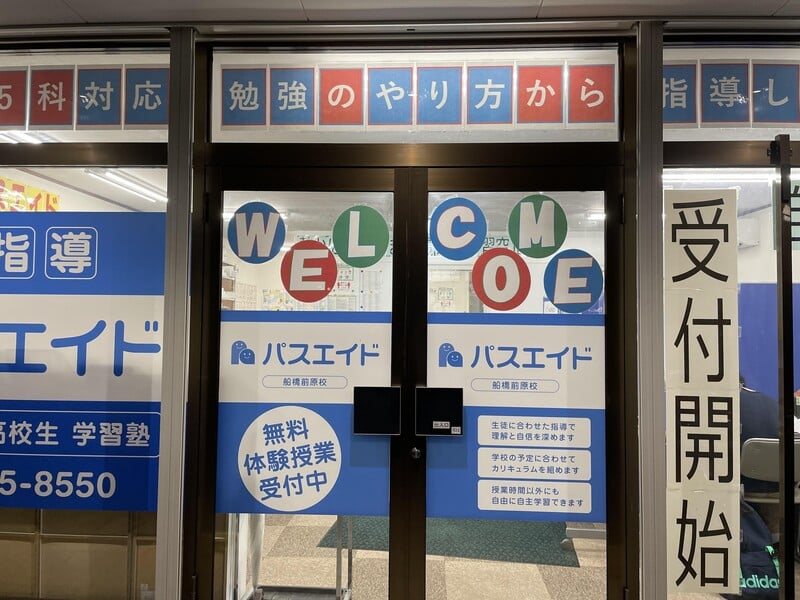 5科対応
勉強のやり方から
指導し
WELCOME
指導
パスエイド
船橋前原校
パスエイド
船橋前原校
スエイド
高校生 学習塾
5-8550
無料
体験授業
受付中
出入口
生徒に合わせた指導で
理解と自信を深めます
学校の予定に合わせて
カリキュラムを組めます
授業時間以外にも
自由に自主学習できます
受付開始
adidas